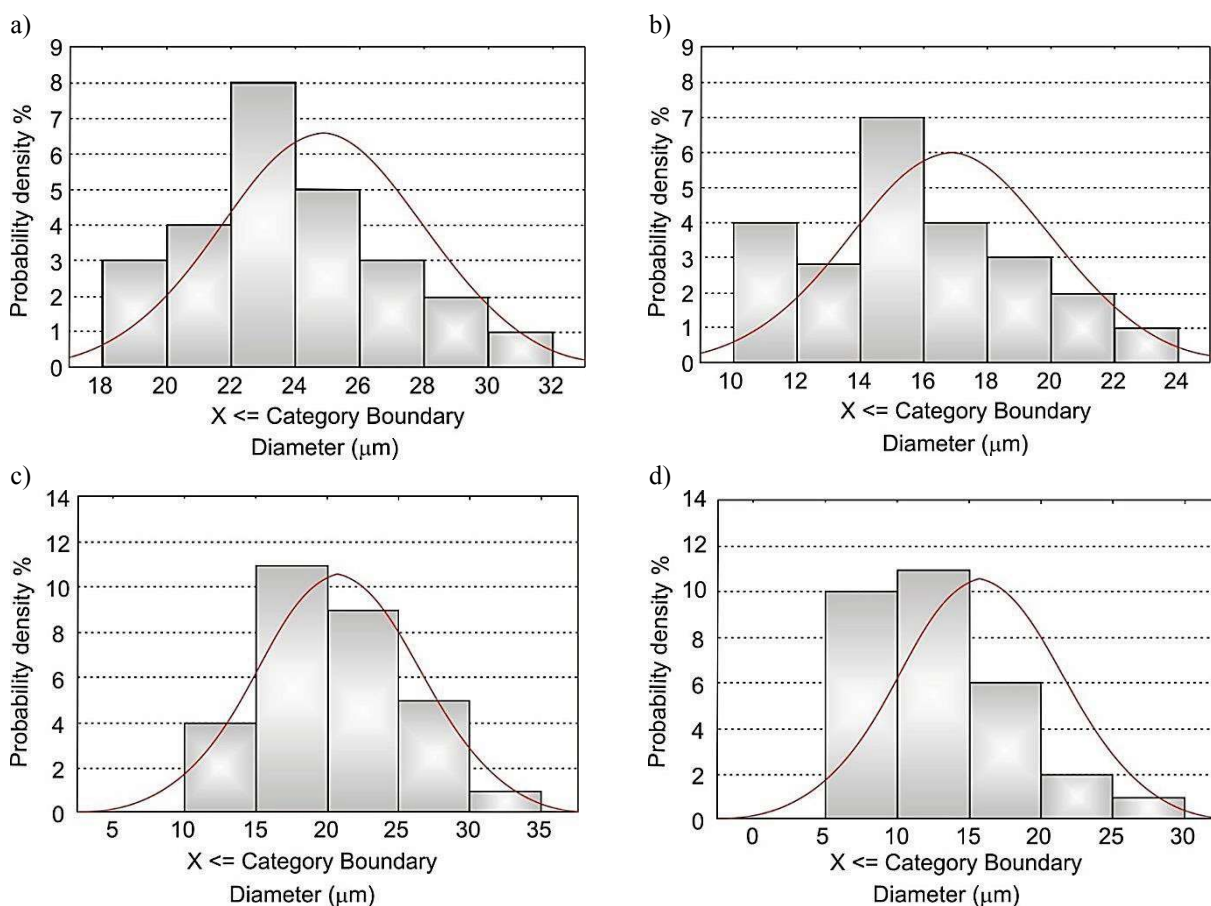 a)
Probability density %
9
8
7
6
5
4
3
2
1
0
18 20 22 24 26 28 30 32
X <= Category Boundary
Diameter (μm)
b)
Probability density %
9
8
7
6
5
4
3
2
1
0
10 12 14 16 18 20 22 24
X <= Category Boundary
Diameter (μm)
c)
Probability density %
14
12
10
8
6
4
2
0
5 10 15 20 25 30 35
X <= Category Boundary
Diameter (μm)
d)
Probability density %
14
12
10
8
6
4
2
0
0 5 10 15 20 25 30
X <= Category Boundary
Diameter (μm)